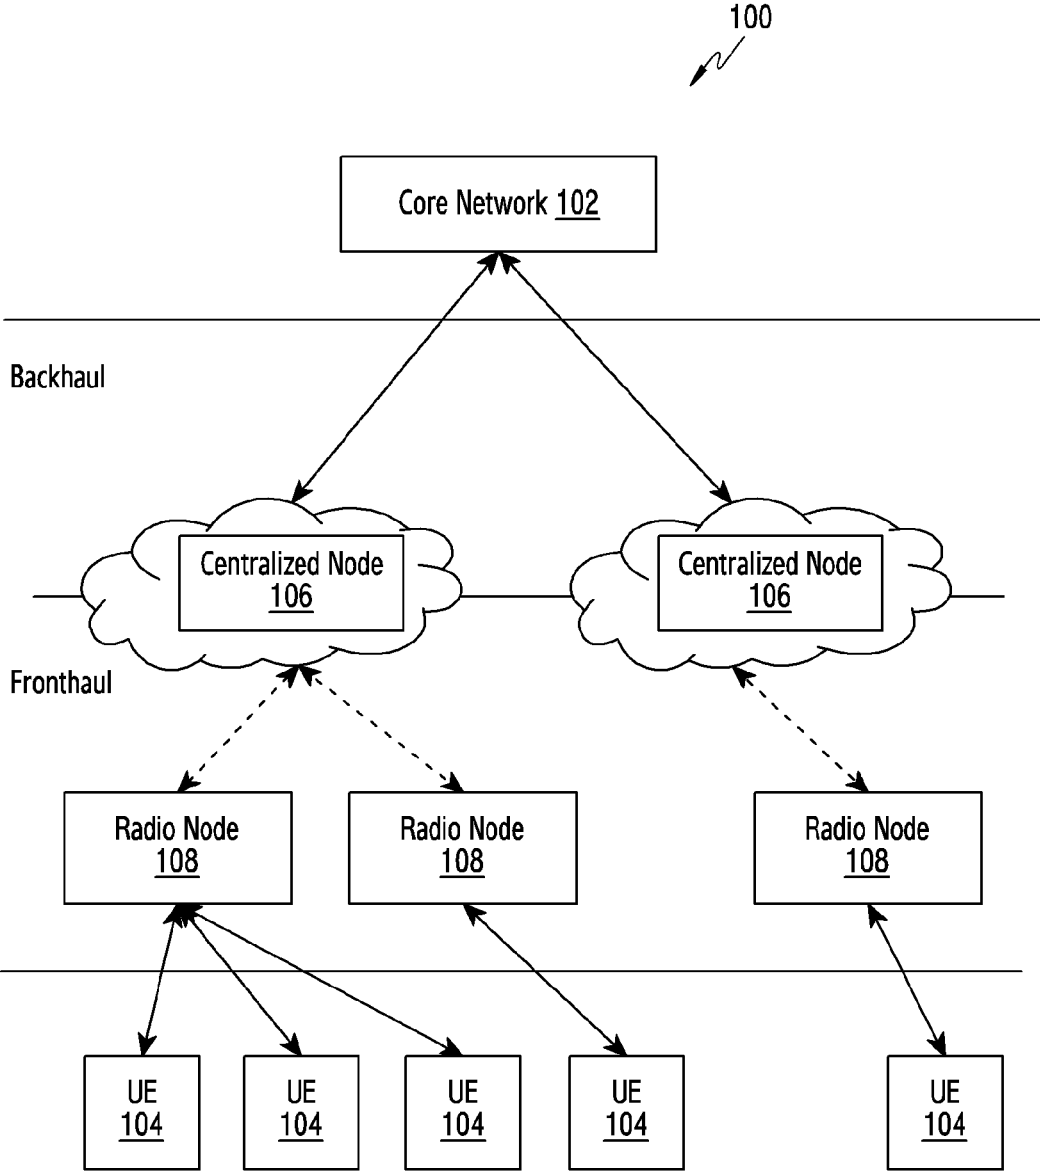 100
Core Network 102
Backhaul
Centralized Node
106
Centralized Node
106
Fronthaul
Radio Node
108
Radio Node
108
Radio Node
108
UE
104
UE
104
UE
104
UE
104
UE
104